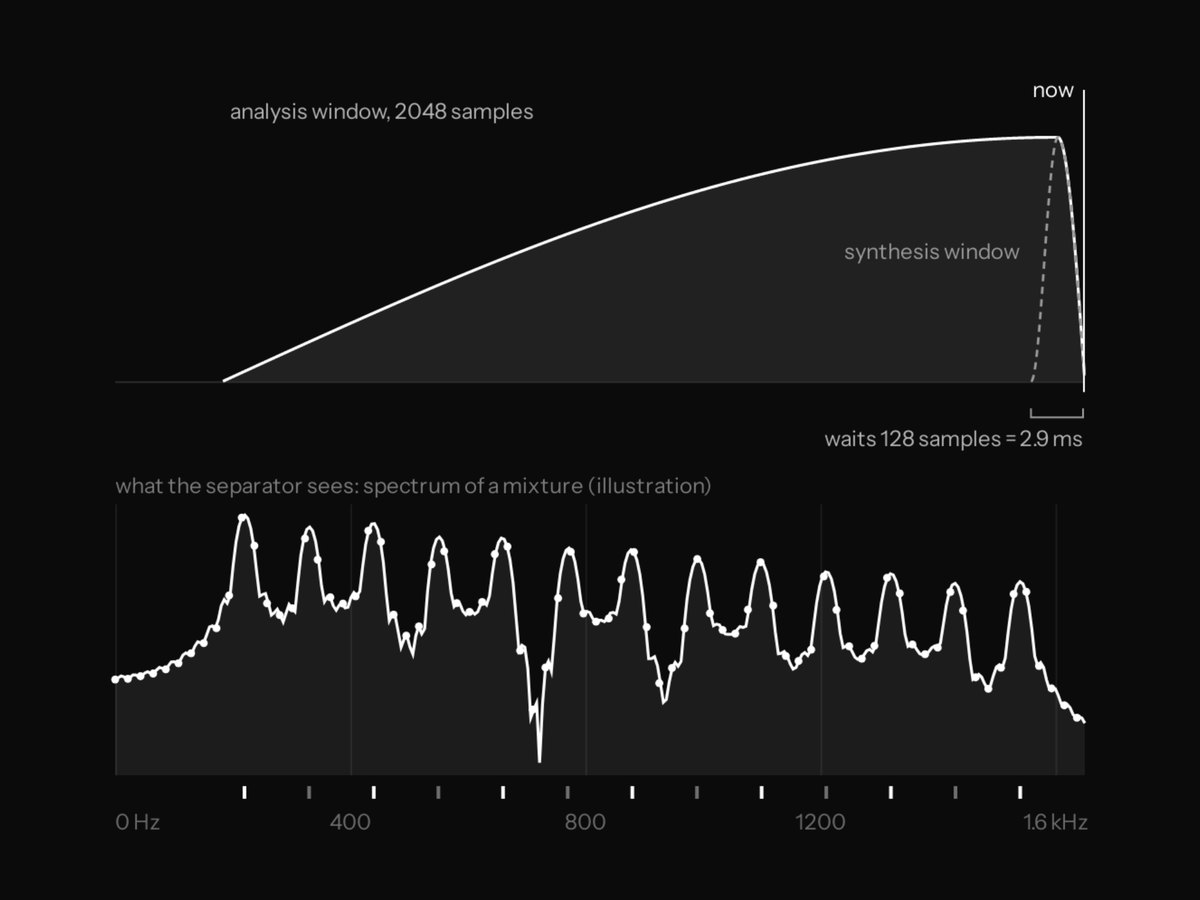 now
analysis window, 2048 samples
synthesis window
waits 128 samples = 2.9 ms
what the separator sees: spectrum of a mixture (illustration)
0 Hz 400 800 1200 1.6 kHz